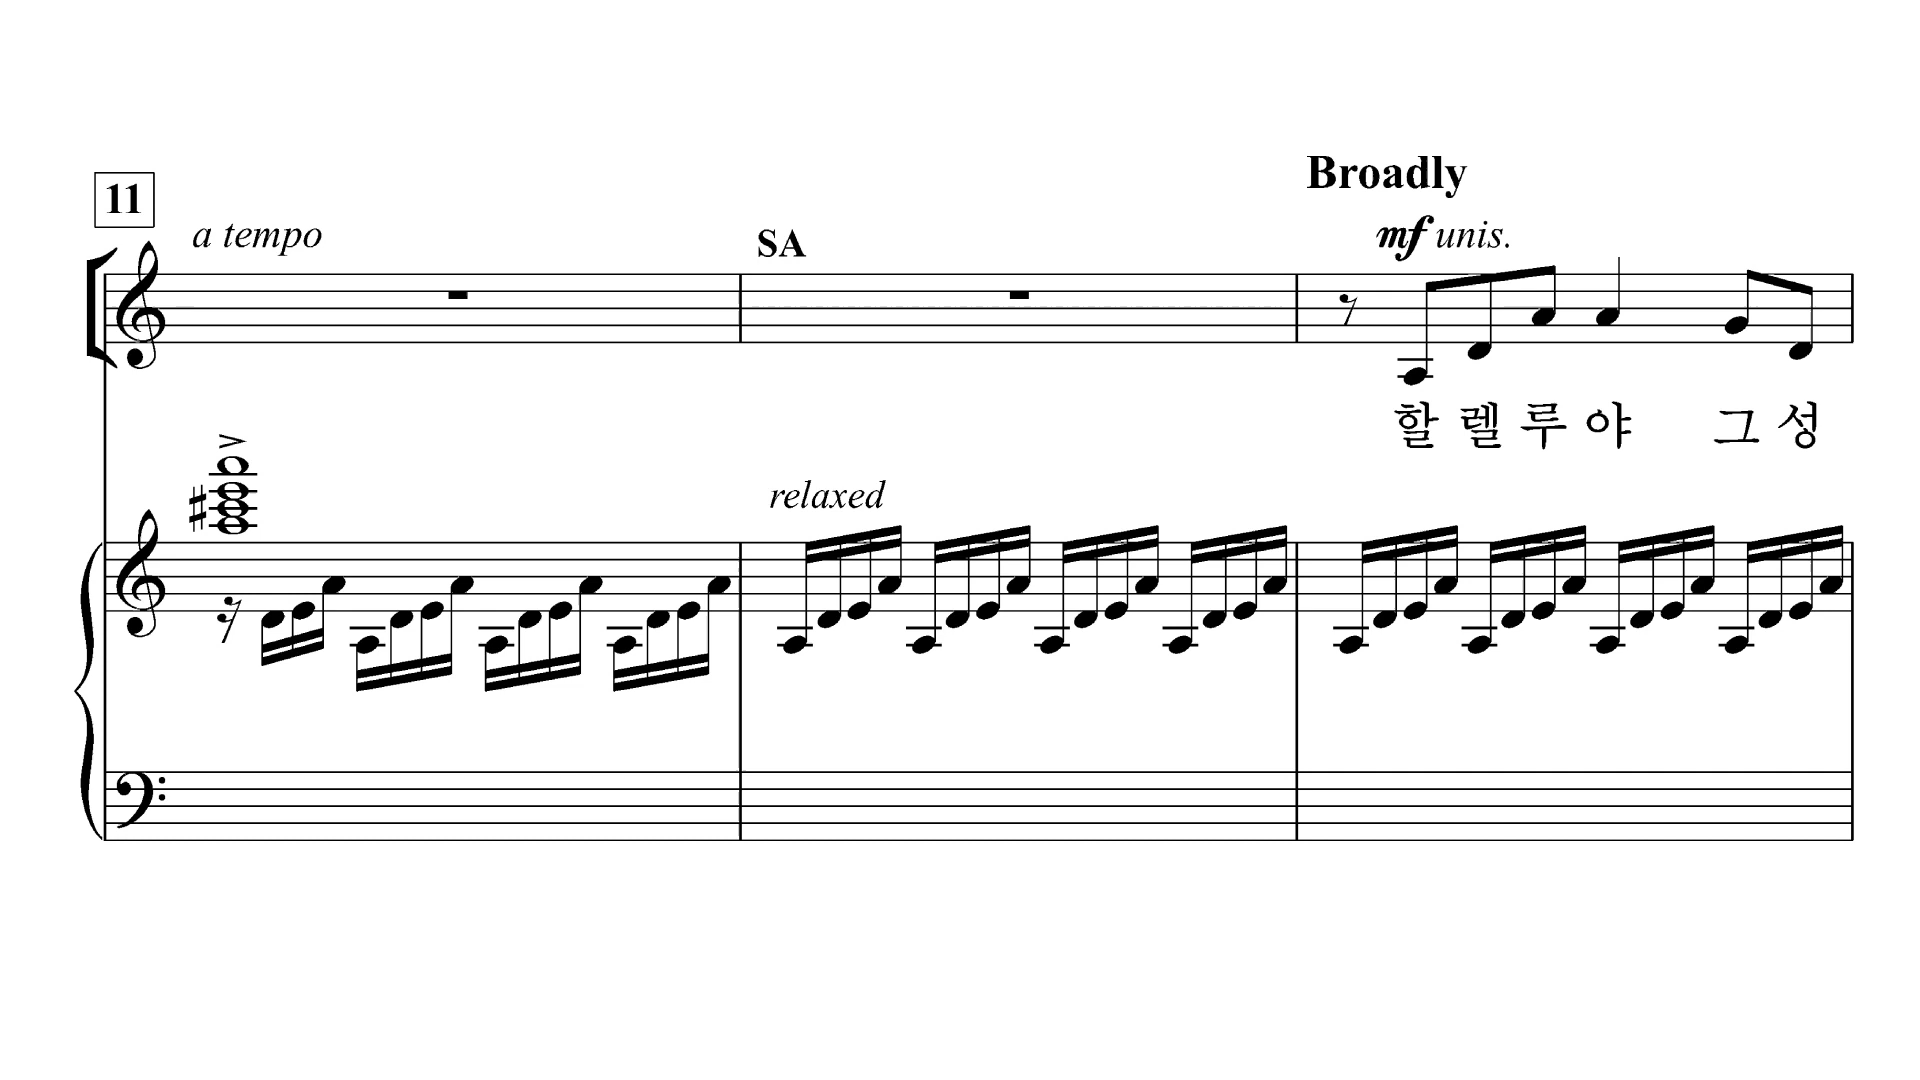 Broadly
11
a tempo
SA
mf unis.
할 렐 루 야 그 성
relaxed